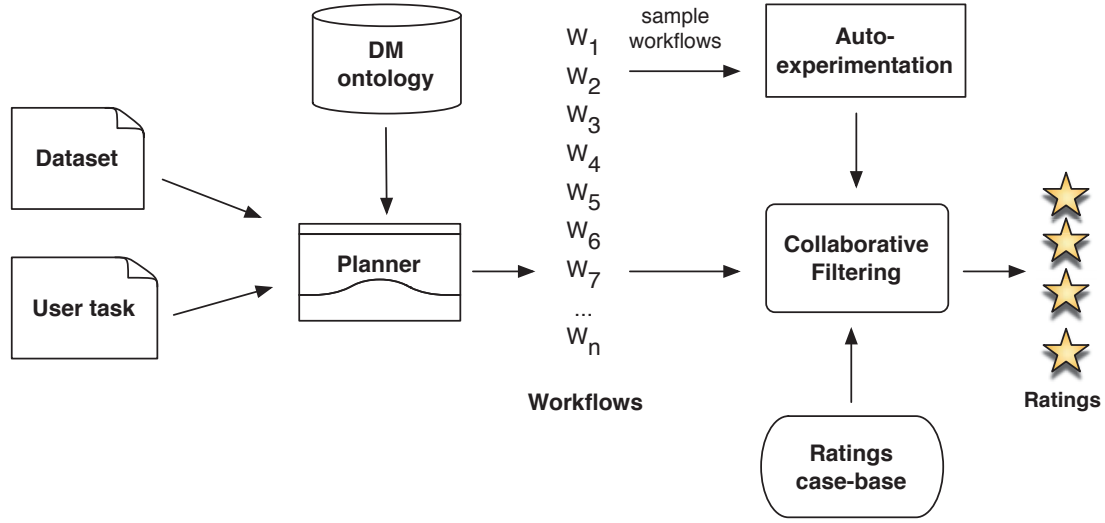 DM
ontology
Dataset
User task
Planner
W1
W2
W3
W4
W5
W6
W7
...
Wn
Workflows
sample
workflows
Auto-
experimentation
Collaborative
Filtering
Ratings
case-base
Ratings